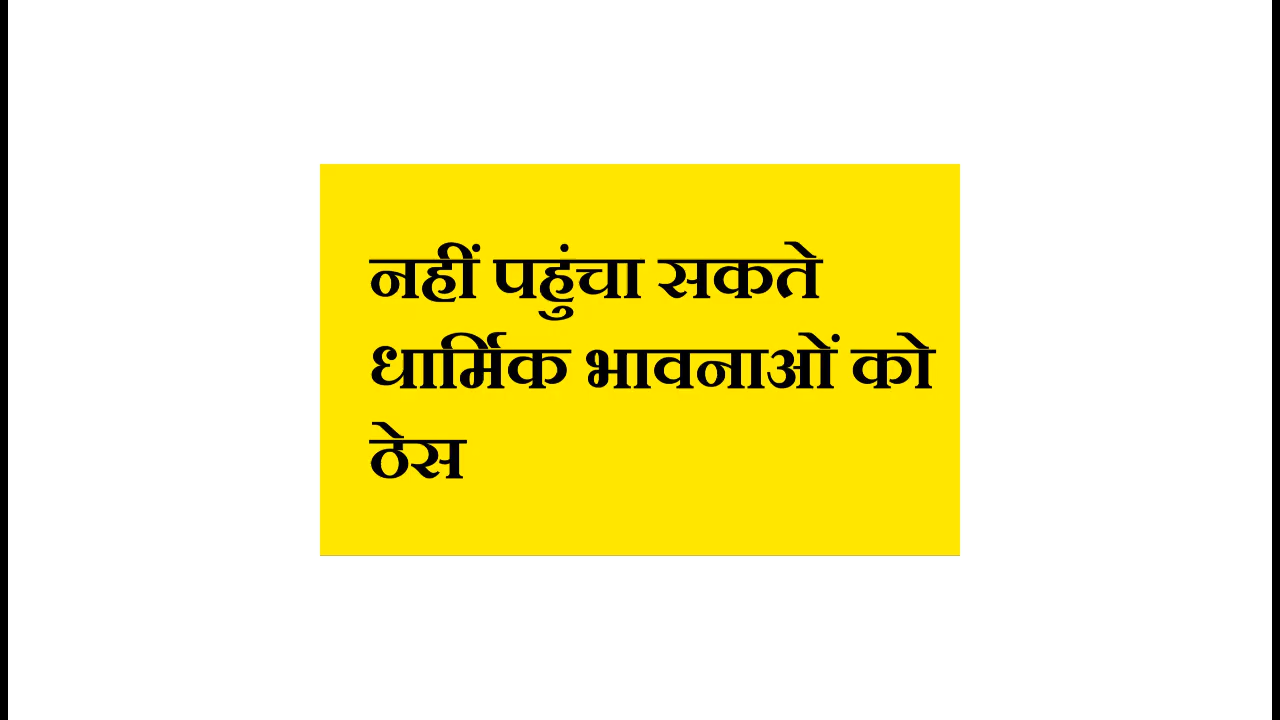 नहीं पहुंचा सकते
धार्मिक भावनाओं को
ठेस